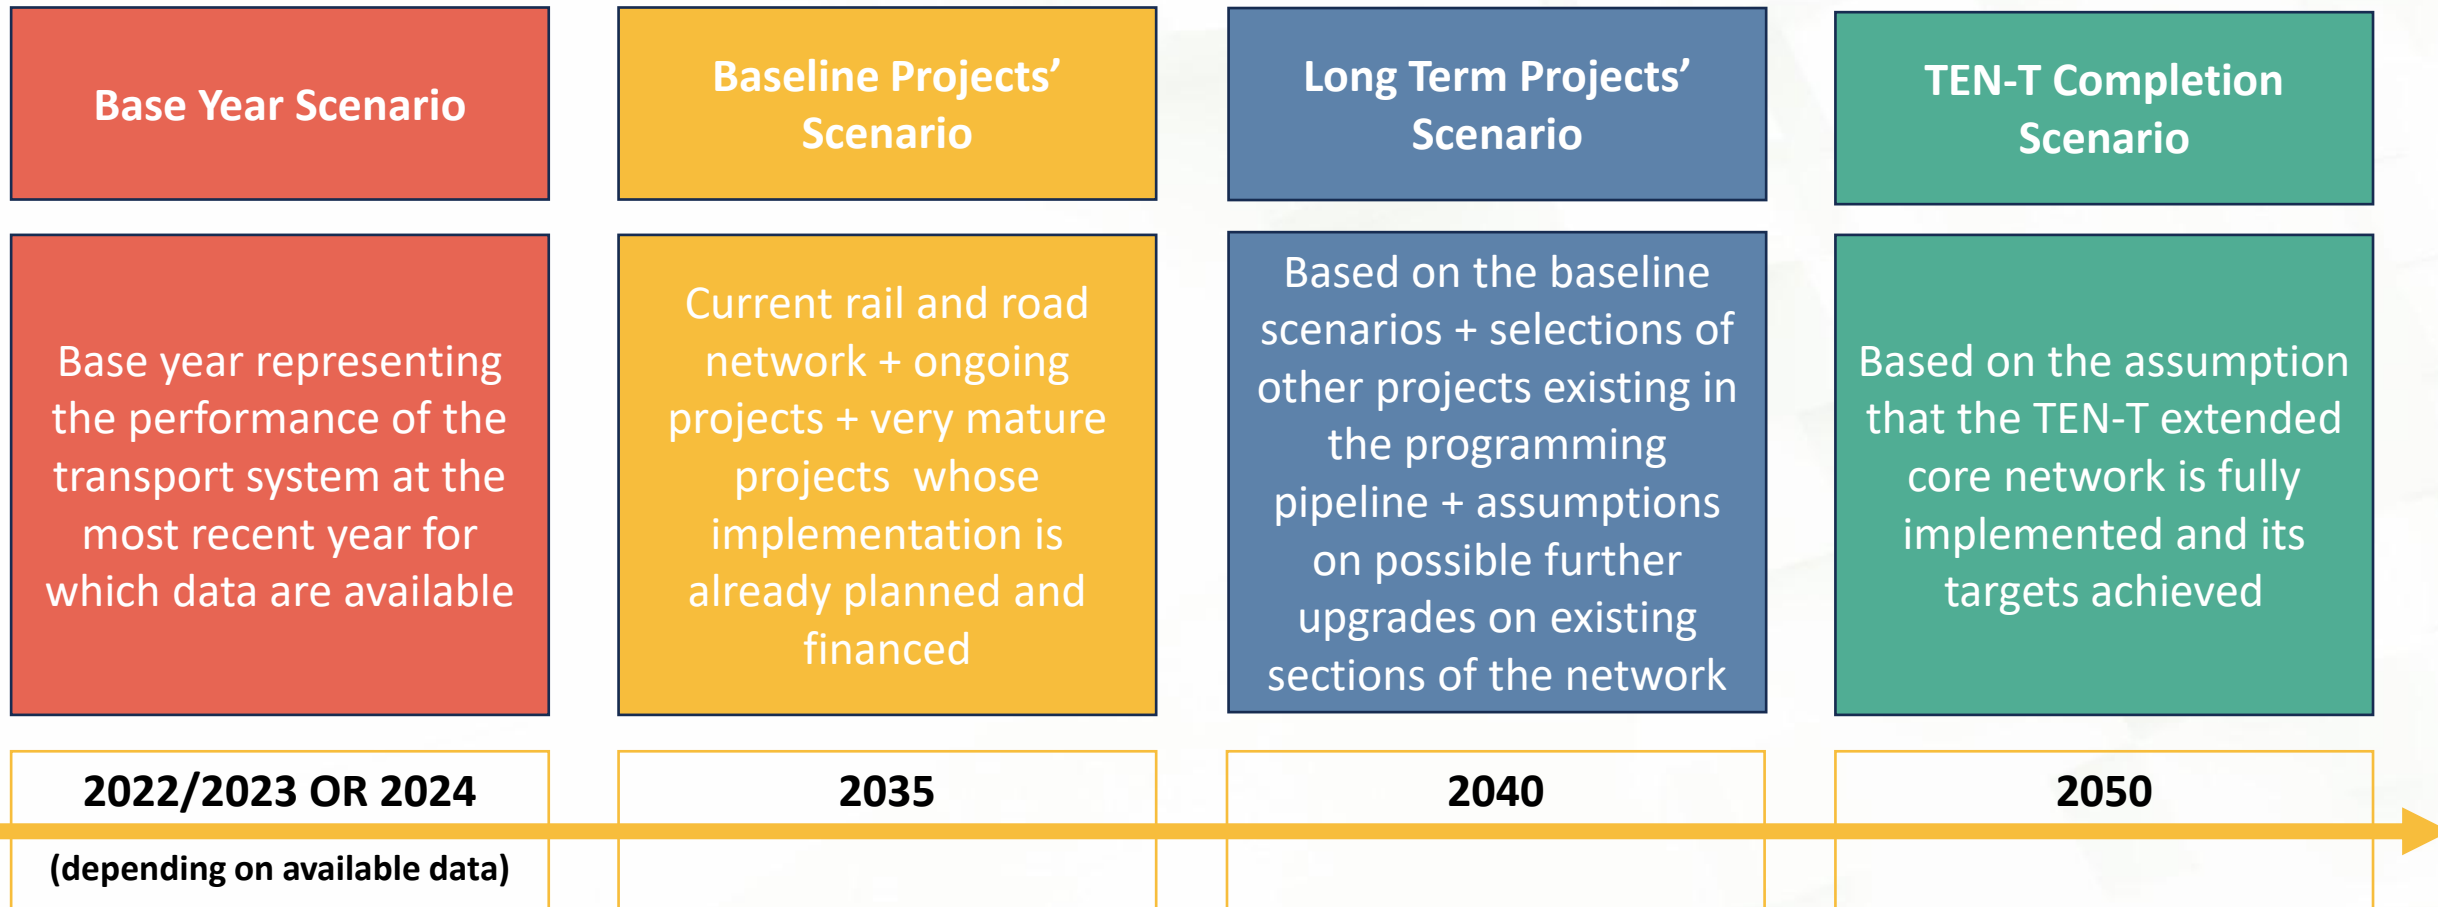 Base Year Scenario
Baseline Projects’
Scenario
Long Term Projects’
Scenario
TEN-T Completion
Scenario
Base year representing
the performance of the
transport system at the
most recent year for
which data are available
Current rail and road
network + ongoing
projects + very mature
projects  whose
implementation is
already planned and
financed
Based on the baseline
scenarios + selections of
other projects existing in
the programming
pipeline + assumptions
on possible further
upgrades on existing
sections of the network
Based on the assumption
that the TEN-T extended
core network is fully
implemented and its
targets achieved
2022/2023 OR 2024
(depending on available data)
2035
2040
2050